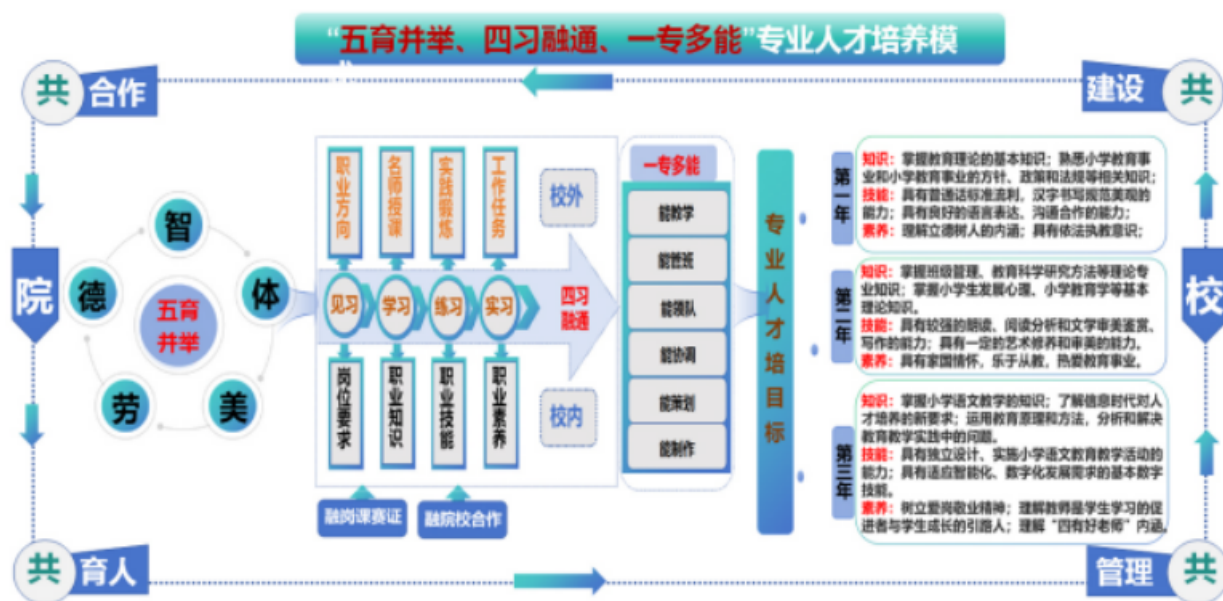 “五育并举、四习融通、一专多能”专业人才培养模
共 合作
建设 共
院
校
共 育人
管理 共
智
德
体
五育
并举
劳
美
职业方向
名师授课
实践锻炼
工作任务
见习
学习
练习
实习
岗位要求
职业知识
职业技能
职业素养
校外
四习
融通
校内
融岗课赛证
融院校合作
一专多能
能教学
能管班
能领队
能协调
能策划
能制作
专业人才培目标
第一年
知识：掌握教育理论的基本知识；熟悉小学教育事
业和小学教育事业的方针、政策和法规等相关知识；
技能：具有普通话标准流利，汉字书写规范美观的
能力；具有良好的语言表达、沟通合作的能力；
素养：理解立德树人的内涵；具有依法执教意识；
第二年
知识：掌握班级管理、教育科学研究方法等理论专
业知识；掌握小学生发展心理、小学教育学等基本
理论知识。
技能：具有较强的朗读、阅读分析和文学审美鉴赏、
写作的能力；具有一定的艺术修养和审美的能力。
素养：具有家国情怀，乐于从教，热爱教育事业。
第三年
知识：掌握小学语文教学的知识；了解信息时代对人
才培养的新要求；运用教育原理和方法，分析和解决
教育教学实践中的问题。
技能：具有独立设计、实施小学语文教育教学活动的
能力；具有适应智能化、数字化发展需求的基本数字
技能。
素养：树立爱岗敬业精神；理解教师是学生学习的促
进者与学生成长的引路人；理解“四有好老师”内涵。